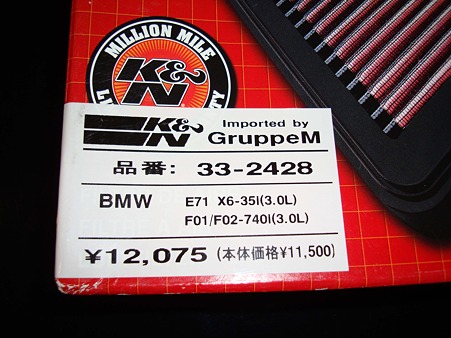 MILLION MILE
K&N
K&N
Imported by
GruppeM
品番: 33-2428
BMW E71 X6-35I(3.0L)
F01/F02-740I(3.0L)
¥12,075 (本体価格¥11,500)